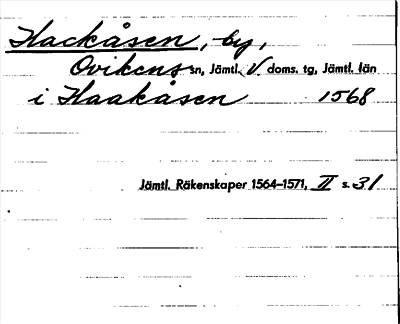 Hackåsen, by,
Ovikens sn, Jämtl. V. doms. tg, Jämtl. län
i Haakåsen 1568
Jämtl. Räkenskaper 1564-1571, II s. 31